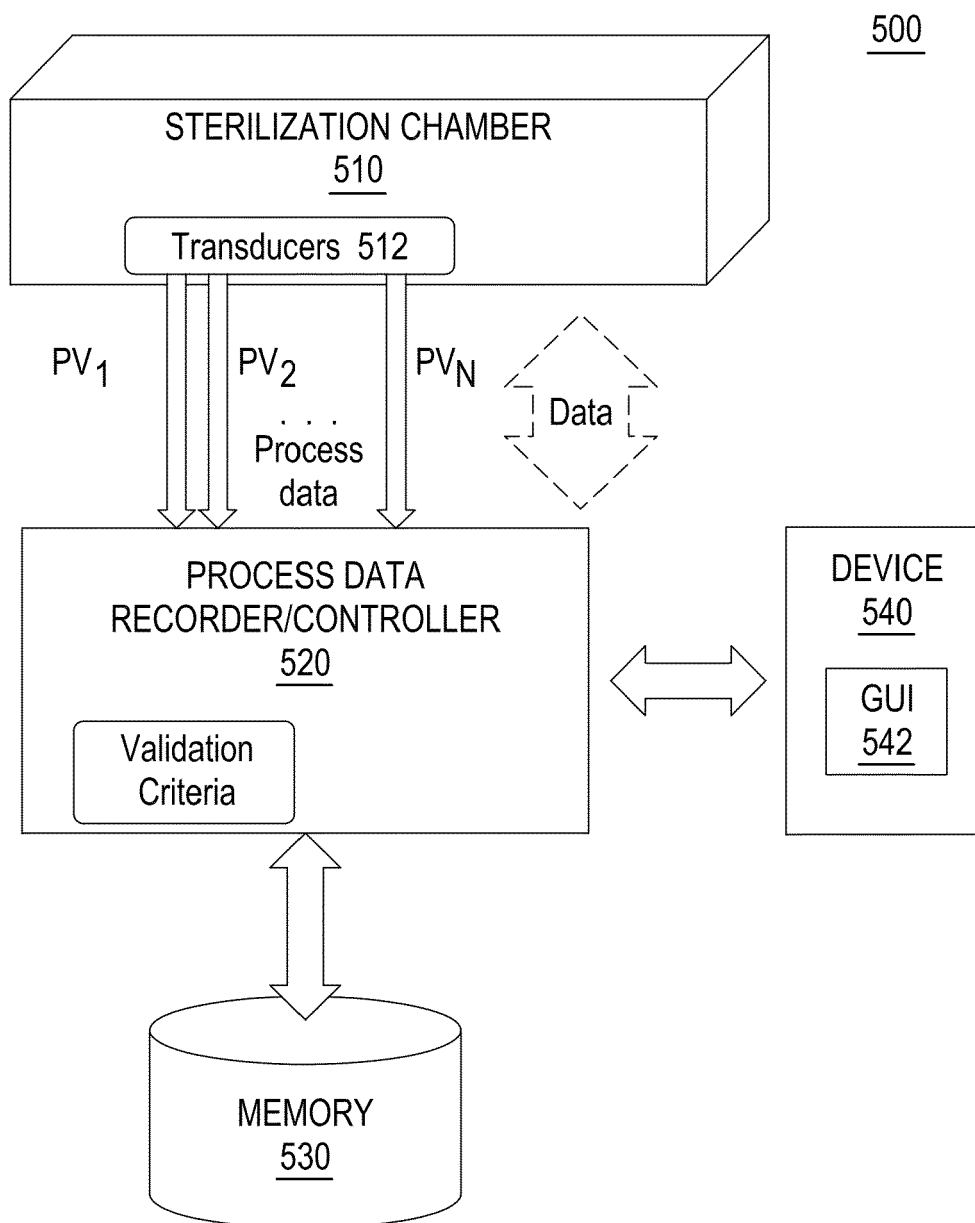 500
STERILIZATION CHAMBER
510
Transducers 512
PV1
PV2
PVN
. . .
Process
data
Data
PROCESS DATA
RECORDER/CONTROLLER
520
Validation
Criteria
DEVICE
540
GUI
542
MEMORY
530